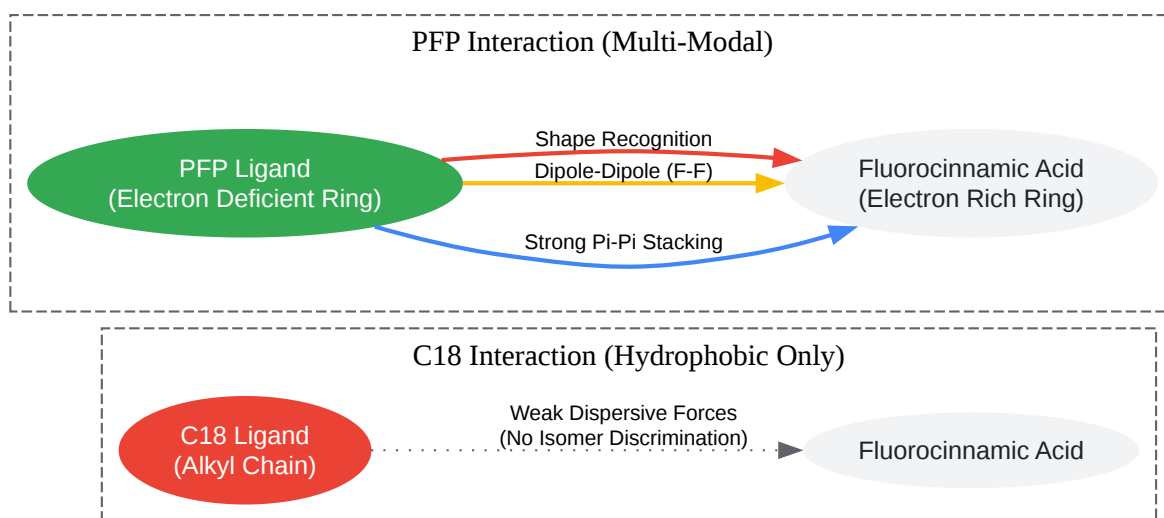 PFP Interaction (Multi-Modal)
PFP Ligand
(Electron Deficient Ring)
Shape Recognition
Dipole-Dipole (F-F)
Strong Pi-Pi Stacking
Fluorocinnamic Acid
(Electron Rich Ring)
C18 Interaction (Hydrophobic Only)
C18 Ligand
(Alkyl Chain)
Weak Dispersive Forces
(No Isomer Discrimination)
Fluorocinnamic Acid